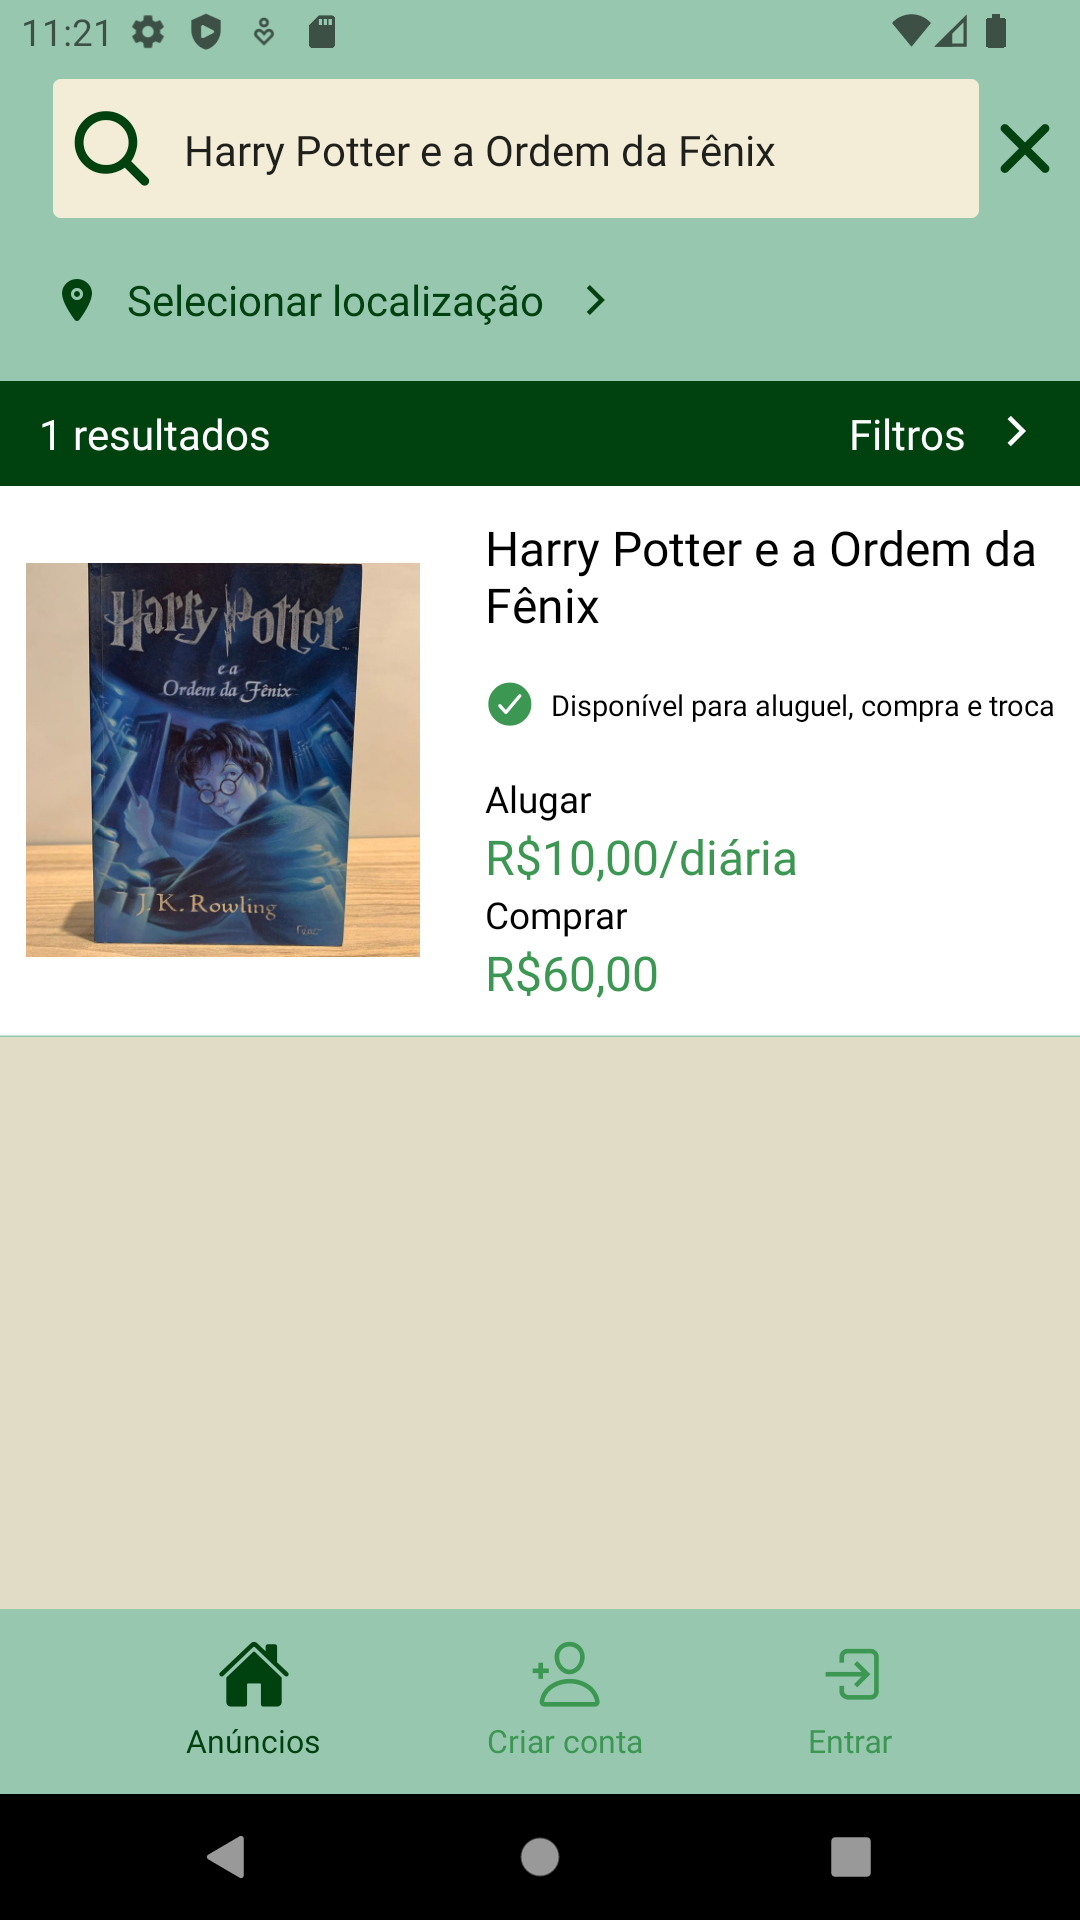 11:21
Harry Potter e a Ordem da Fênix
Selecionar localização
1 resultados
Filtros
Harry Potter e a Ordem da
Fênix
Disponível para aluguel, compra e troca
Alugar
R$10,00/diária
Comprar
R$60,00
Harry Potter
e a
Ordem da Fênix
J. K. Rowling
Anúncios
Criar conta
Entrar